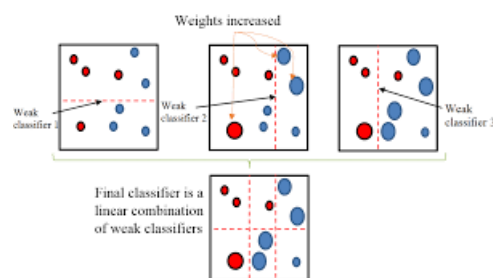 Weights increased
Weak
classifier 1
Weak
classifier 2
Weak
classifier 3
Final classifier is a
linear combination
of weak classifiers